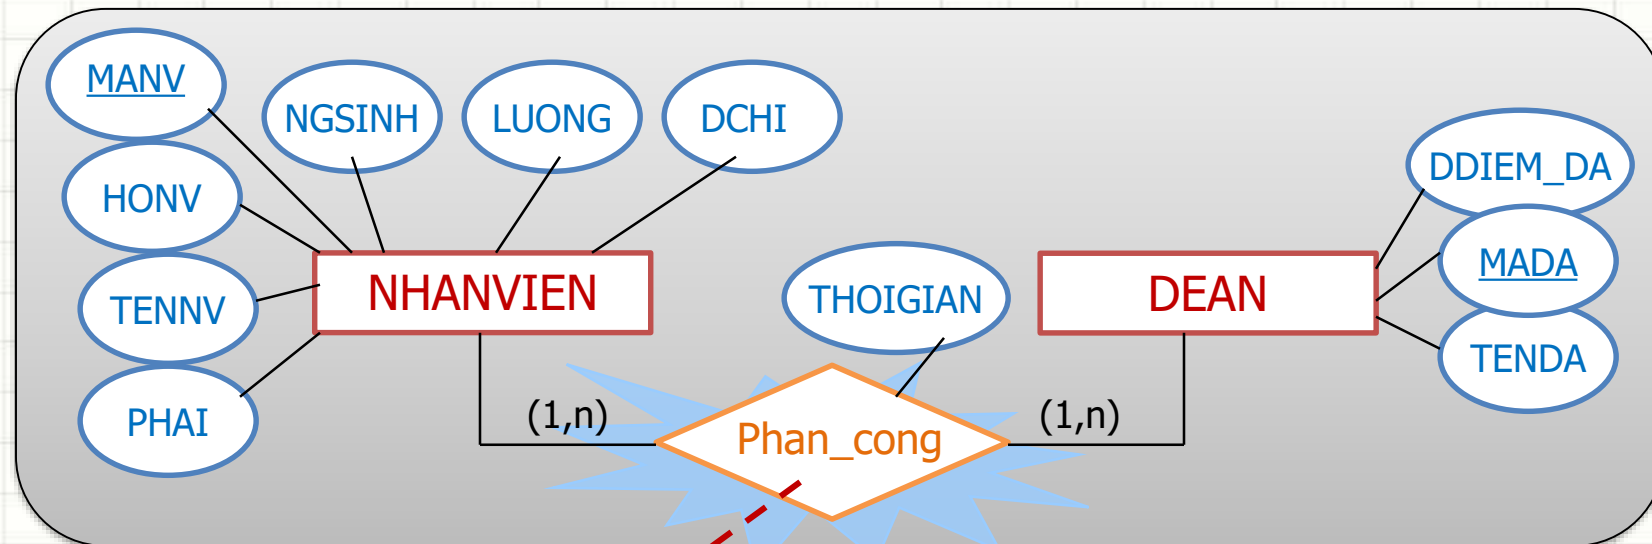 MANV
NGSINH
LUONG
DCHI
HONV
TENNV
PHAI
NHANVIEN
THOIGIAN
DEAN
DDIEM_DA
MADA
TENDA
(1,n)
Phan_cong
(1,n)